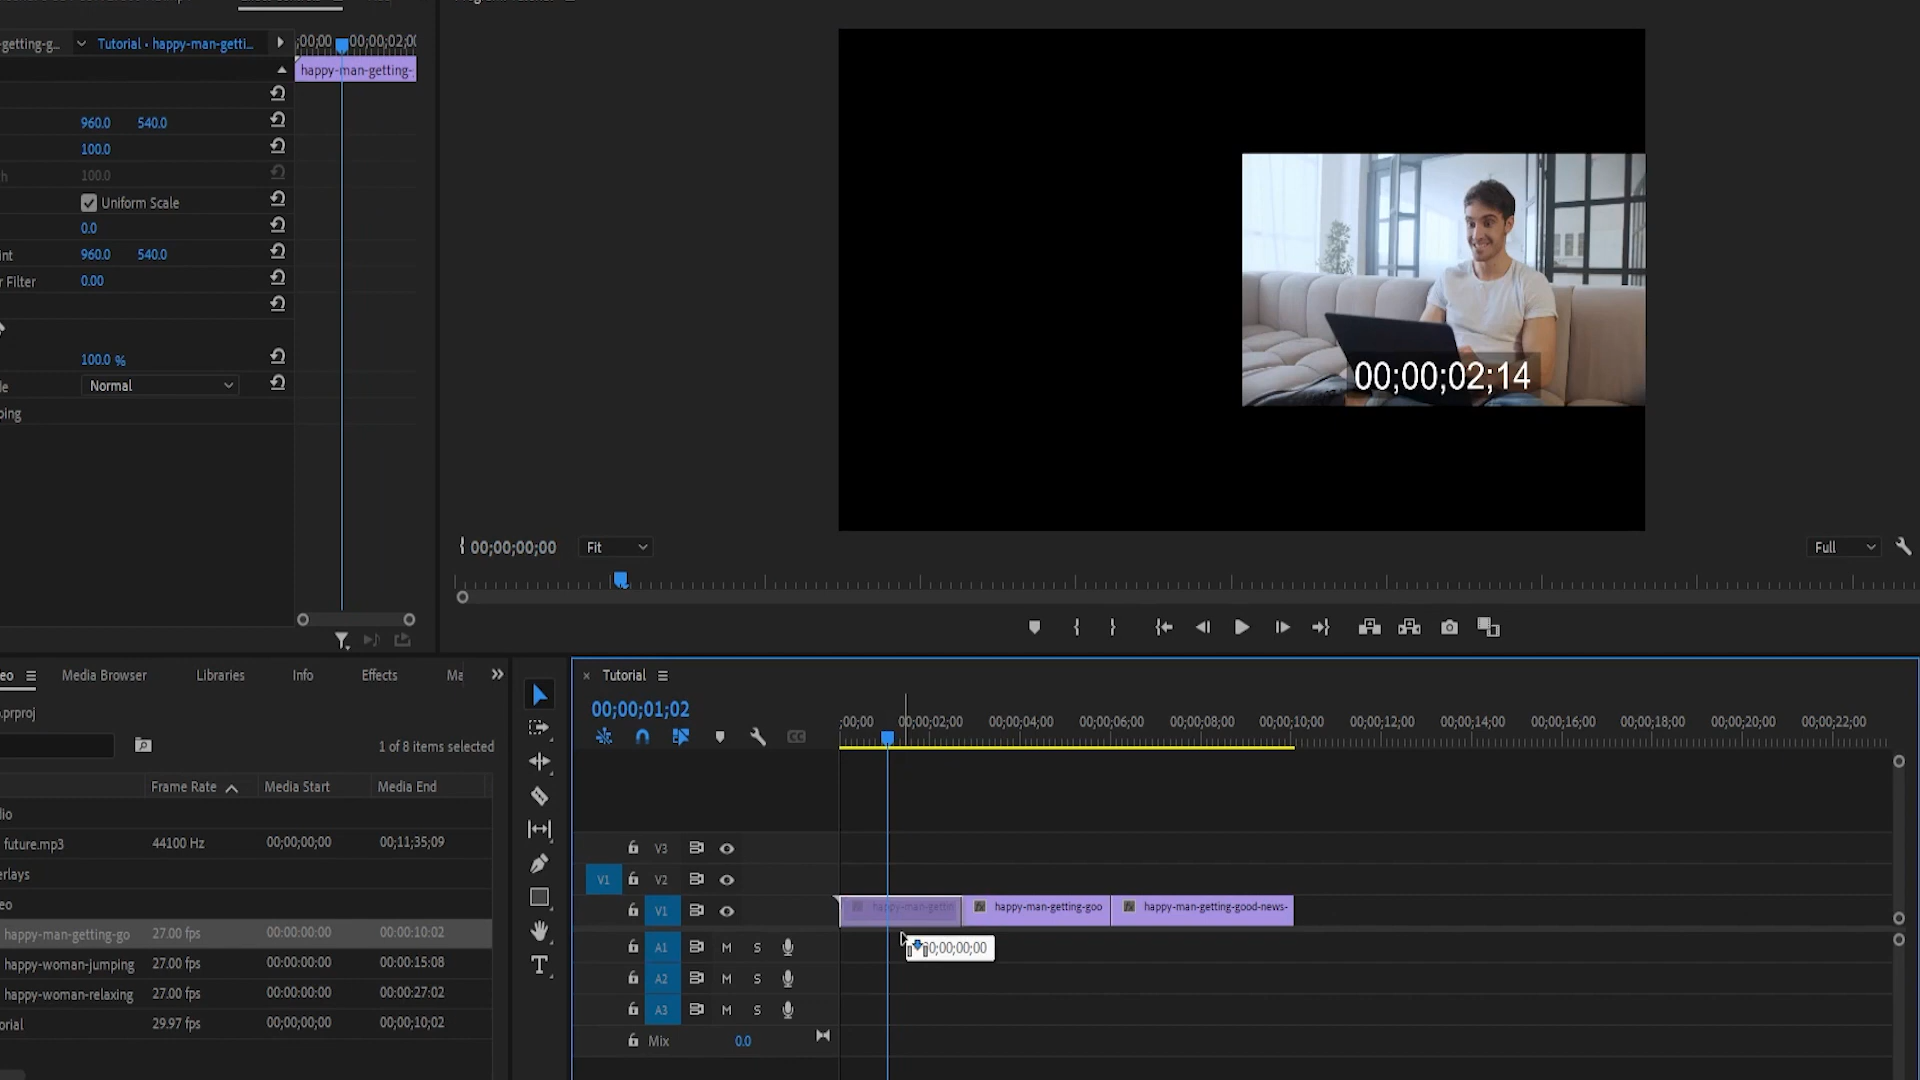 -getting-g...
Tutorial • happy-man-getti...
;00;00
00;00;02;0
happy-man-getting-
960.0 540.0
100.0
h 100.0
Uniform Scale
0.0
int 960.0 540.0
r Filter 0.00
100.0 %
de Normal
ping
00;00;02;14
00;00;00;00
Fit
Full
eo
Media Browser
Libraries
Info
Effects
Ma
.prproj
1 of 8 items selected
Frame Rate
Media Start
Media End
dio
future.mp3 44100 Hz 00;00;00;00 00;11;35;09
erlays
eo
happy-man-getting-go 27.00 fps 00:00:00:00 00:00:10:02
happy-woman-jumping 27.00 fps 00:00:00:00 00:00:15:08
happy-woman-relaxing 27.00 fps 00:00:00:00 00:00:27:02
orial 29.97 fps 00;00;00;00 00;00;10;02
× Tutorial
00;00;01;02
;00;00 00;00;02;00 00;00;04;00 00;00;06;00 00;00;08;00 00;00;10;00 00;00;12;00 00;00;14;00 00;00;16;00 00;00;18;00 00;00;20;00 00;00;22;00
CC
V3
V1 V2
V1
fx happy-man-gettin
fx happy-man-getting-goo
fx happy-man-getting-good-news-
A1 M S
00;00;00;00
A2 M S
A3 M S
Mix 0.0
T